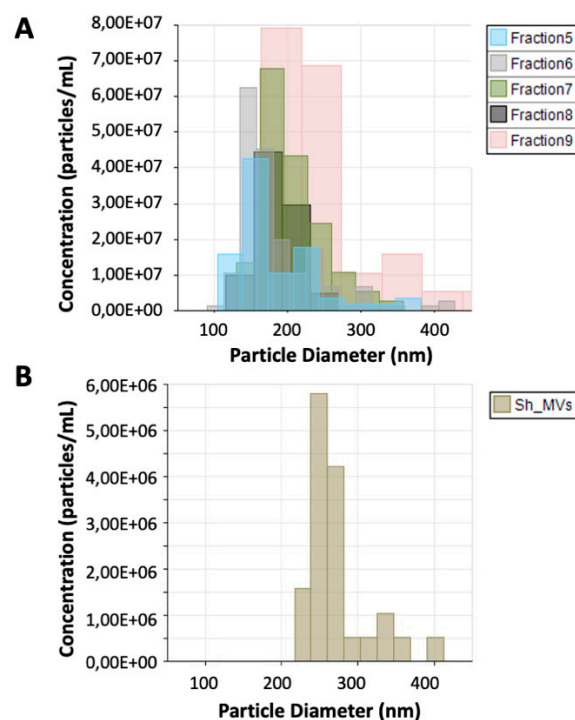 A
Concentration (particles/mL)
8,00E+07
7,00E+07
6,00E+07
5,00E+07
4,00E+07
3,00E+07
2,00E+07
1,00E+07
0,00E+00
100 200 300 400
Particle Diameter (nm)
Fraction5
Fraction6
Fraction7
Fraction8
Fraction9
B
Concentration (particles/mL)
6,00E+06
5,00E+06
4,00E+06
3,00E+06
2,00E+06
1,00E+06
0,00E+00
100 200 300 400
Particle Diameter (nm)
Sh_MVs